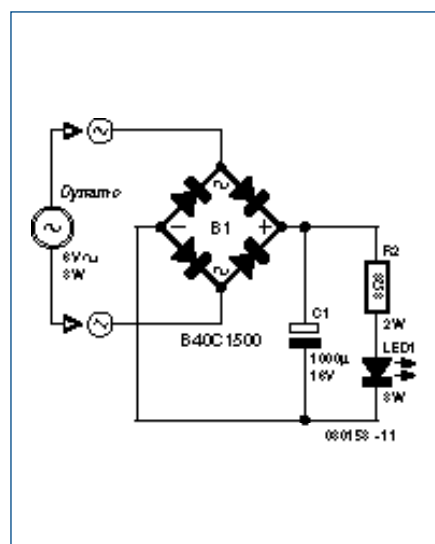 Dynamo
6V~
3W
B1
B40C1500
C1
1000µ
16V
R2
2W
LED1
3W
080158 -11